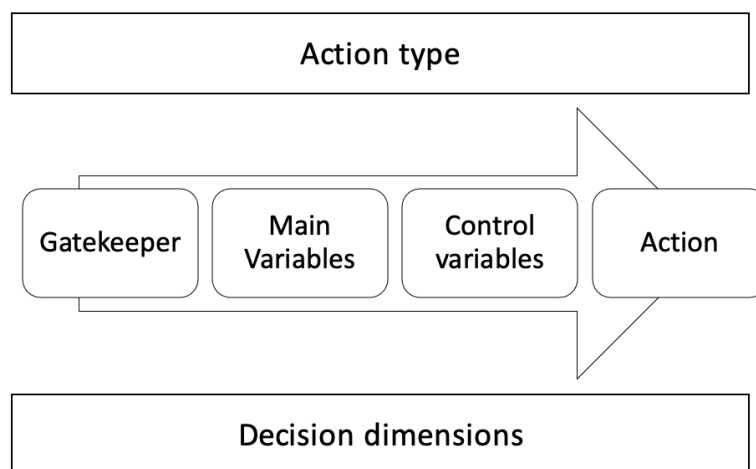 Action type
Gatekeeper
Main
Variables
Control
variables
Action
Decision dimensions